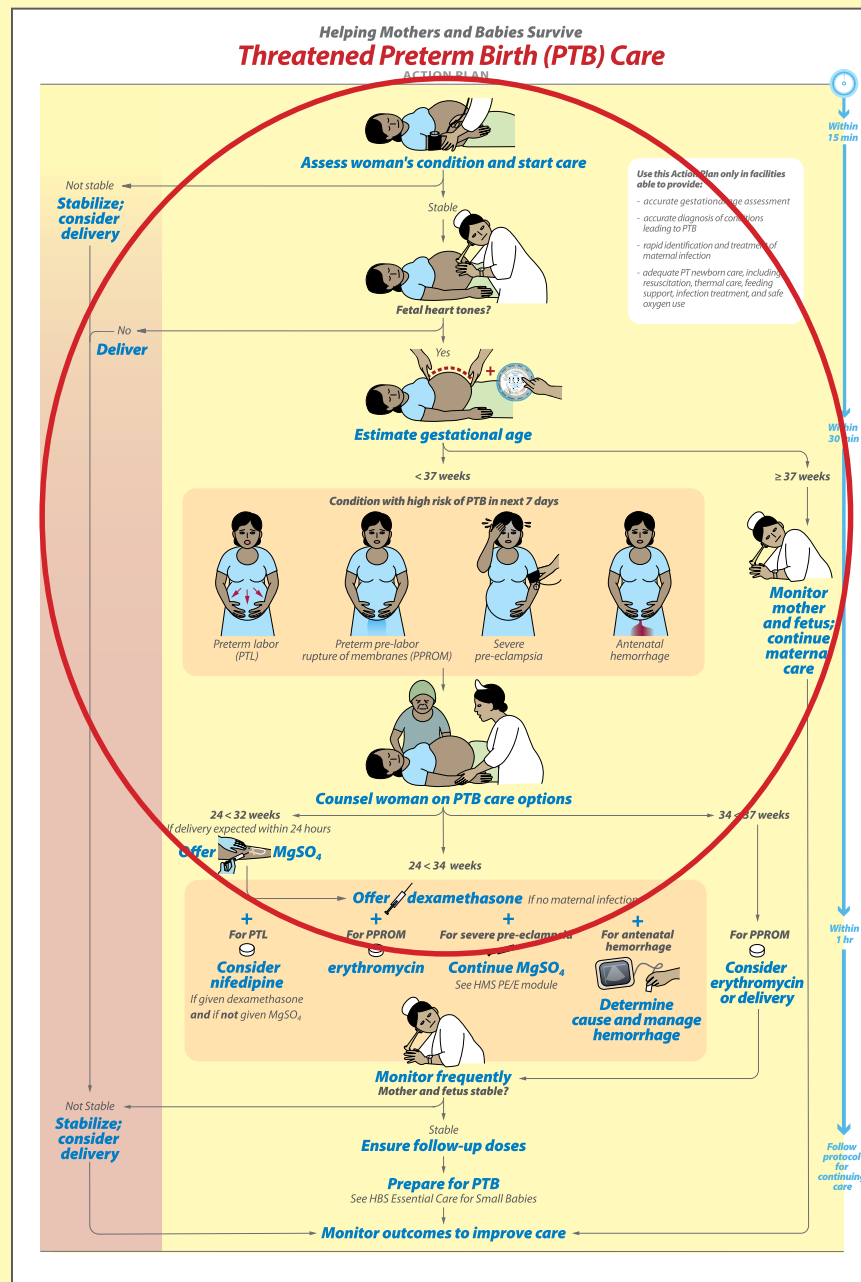 Helping Mothers and Babies Survive
Threatened Preterm Birth (PTB) Care
ACTION PLAN
Within
15 min
Assess woman's condition and start care
Use this Action Plan only in facilities
able to provide:
- accurate gestational age assessment
- accurate diagnosis of conditions
leading to PTB
- rapid identification and treatment of
maternal infection
- adequate PT newborn care, including
resuscitation, thermal care, feeding
support, infection treatment, and safe
oxygen use
Not stable
Stabilize;
consider
delivery
Stable
Fetal heart tones?
No
Deliver
Yes
+
Estimate gestational age
Within
30 min
< 37 weeks
≥ 37 weeks
Condition with high risk of PTB in next 7 days
Preterm labor
(PTL)
Preterm pre-labor
rupture of membranes (PPROM)
Severe
pre-eclampsia
Antenatal
hemorrhage
Monitor
mother
and fetus;
continue
maternal
care
Counsel woman on PTB care options
24 < 32 weeks
If delivery expected within 24 hours
Offer MgSO4
24 < 34 weeks
34 < 37 weeks
Offer dexamethasone If no maternal infection
+
For PTL
Consider
nifedipine
If given dexamethasone
and if not given MgSO4
+
For PPROM
erythromycin
+
For severe pre-eclampsia
Continue MgSO4
See HMS PE/E module
+
For antenatal
hemorrhage
Determine
cause and manage
hemorrhage
For PPROM
Consider
erythromycin
or delivery
Within
1 hr
Monitor frequently
Mother and fetus stable?
Not Stable
Stabilize;
consider
delivery
Stable
Ensure follow-up doses
Prepare for PTB
See HBS Essential Care for Small Babies
Monitor outcomes to improve care
Follow
protocol
for
continuing
care